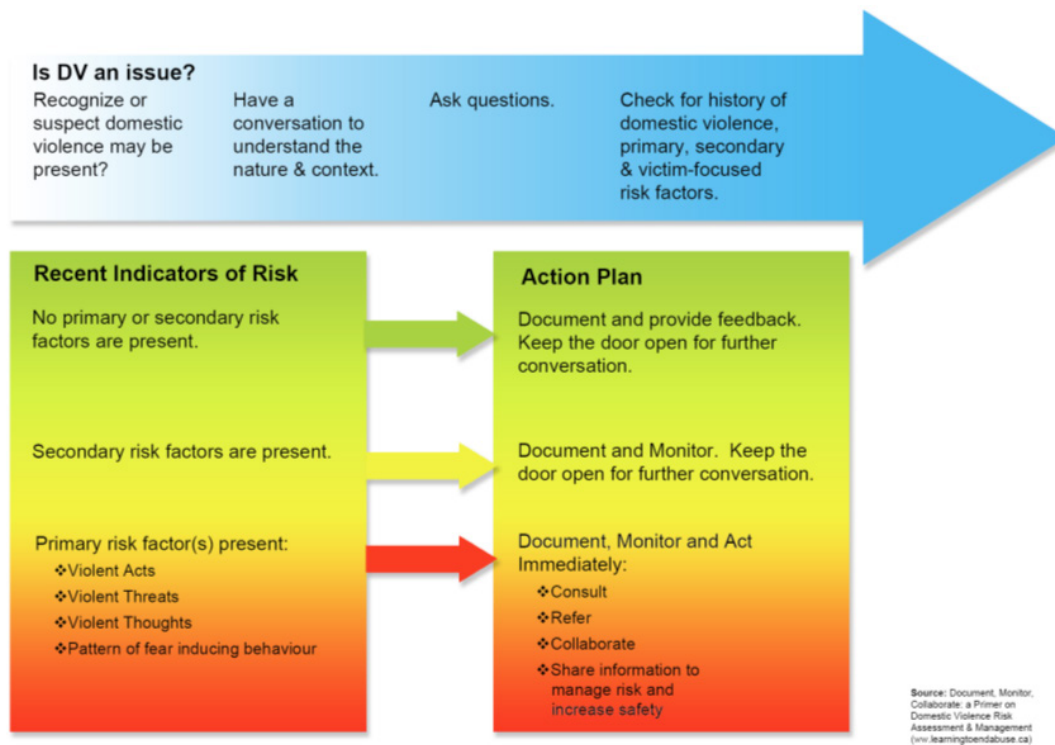 Is DV an issue?
Recognize or
suspect domestic
violence may be
present?
Have a
conversation to
understand the
nature & context.
Ask questions.
Check for history of
domestic violence,
primary, secondary
& victim-focused
risk factors.
Recent Indicators of Risk
No primary or secondary risk
factors are present.
Secondary risk factors are present.
Primary risk factor(s) present:
❖Violent Acts
❖Violent Threats
❖Violent Thoughts
❖Pattern of fear inducing behaviour
Action Plan
Document and provide feedback.
Keep the door open for further
conversation.
Document and Monitor. Keep the
door open for further conversation.
Document, Monitor and Act
Immediately:
❖Consult
❖Refer
❖Collaborate
❖Share information to
manage risk and
increase safety
Source: Document, Monitor,
Collaborate: a Primer on
Domestic Violence Risk
Assessment & Management
(ww.learningtoendabuse.ca)